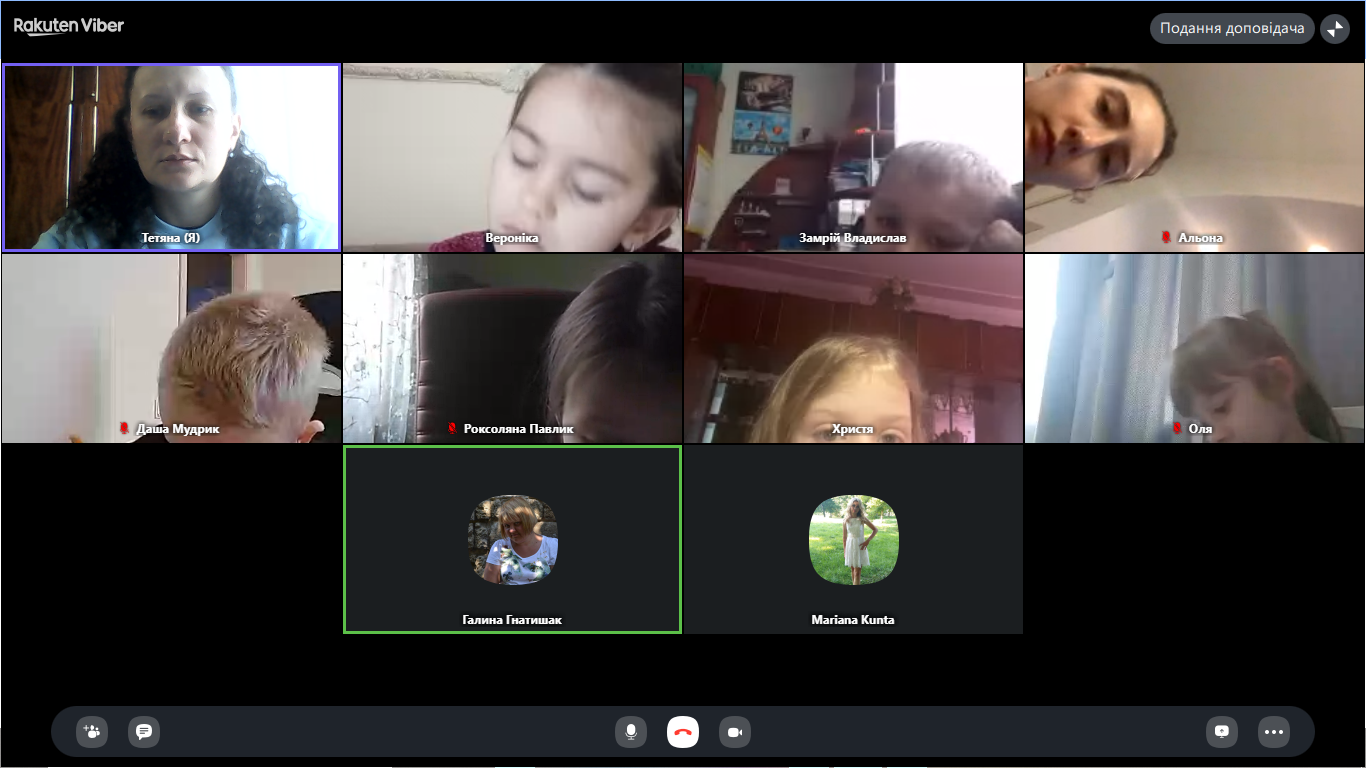 Rakuten Viber
Подання доповідача
Тетяна (Я)
Вероніка
Замрій Владислав
Альона
Даша Мудрик
Роксоляна Павлик
Христя
Оля
Галина Гнатишак
Mariana Kunta